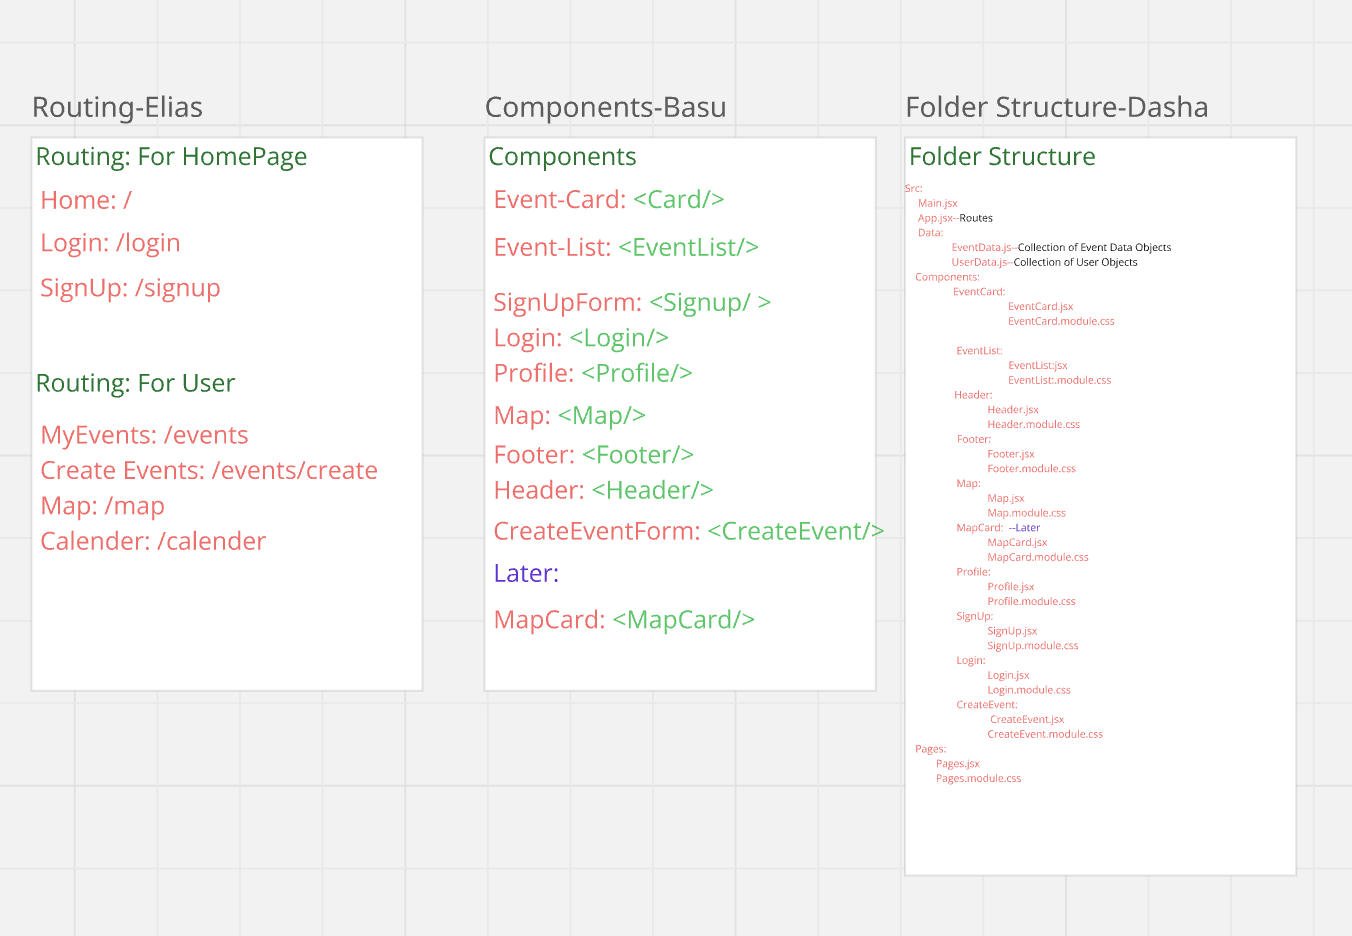 Routing-Elias
Routing: For HomePage
Home: /
Login: /login
SignUp: /signup
Routing: For User
MyEvents: /events
Create Events: /events/create
Map: /map
Calender: /calender
Components-Basu
Components
Event-Card: <Card/>
Event-List: <EventList/>
SignUpForm: <Signup/ >
Login: <Login/>
Profile: <Profile/>
Map: <Map/>
Footer: <Footer/>
Header: <Header/>
CreateEventForm: <CreateEvent/>
Later:
MapCard: <MapCard/>
Folder Structure-Dasha
Folder Structure
Src:
Main.jsx
App.jsx--Routes
Data:
EventData.js--Collection of Event Data Objects
UserData.js--Collection of User Objects
Components:
EventCard:
EventCard.jsx
EventCard.module.css
EventList:
EventList:jsx
EventList:.module.css
Header:
Header.jsx
Header.module.css
Footer:
Footer.jsx
Footer.module.css
Map:
Map.jsx
Map.module.css
MapCard: --Later
MapCard.jsx
MapCard.module.css
Profile:
Profile.jsx
Profile.module.css
SignUp:
SignUp.jsx
SignUp.module.css
Login:
Login.jsx
Login.module.css
CreateEvent:
CreateEvent.jsx
CreateEvent.module.css
Pages:
Pages.jsx
Pages.module.css